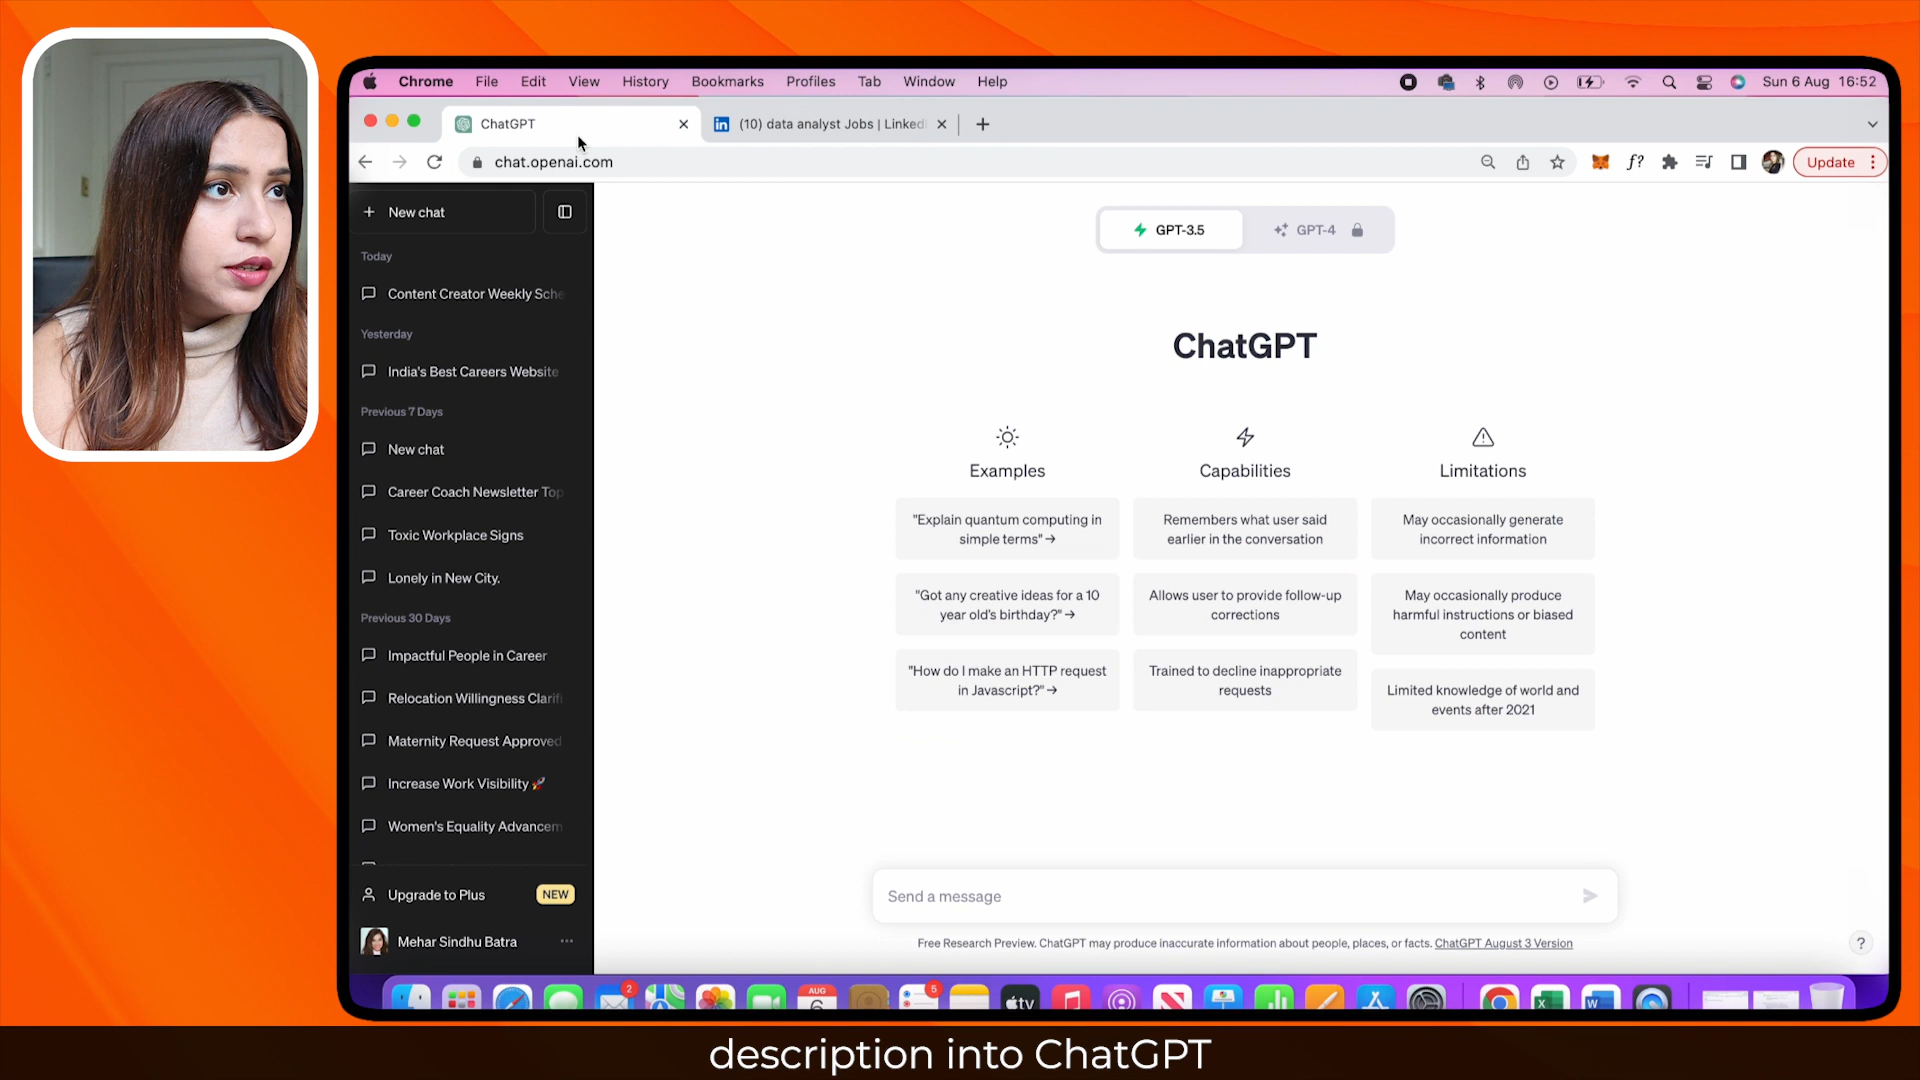 Chrome File Edit View History Bookmarks Profiles Tab Window Help Sun 6 Aug 16:52
ChatGPT (10) data analyst Jobs | Linked
chat.openai.com f? Update
New chat
Today
Content Creator Weekly Sche
Yesterday
India's Best Careers Website
Previous 7 Days
New chat
Career Coach Newsletter Top
Toxic Workplace Signs
Lonely in New City.
Previous 30 Days
Impactful People in Career
Relocation Willingness Clarifi
Maternity Request Approved
Increase Work Visibility 🚀
Women's Equality Advancem
Upgrade to Plus NEW
Mehar Sindhu Batra
GPT-3.5 GPT-4
ChatGPT
Examples
"Explain quantum computing in
simple terms" →
"Got any creative ideas for a 10
year old's birthday?" →
"How do I make an HTTP request
in Javascript?" →
Capabilities
Remembers what user said
earlier in the conversation
Allows user to provide follow-up
corrections
Trained to decline inappropriate
requests
Limitations
May occasionally generate
incorrect information
May occasionally produce
harmful instructions or biased
content
Limited knowledge of world and
events after 2021
Send a message
Free Research Preview. ChatGPT may produce inaccurate information about people, places, or facts. ChatGPT August 3 Version
?
2 AUG 6 5 tv X W
description into ChatGPT